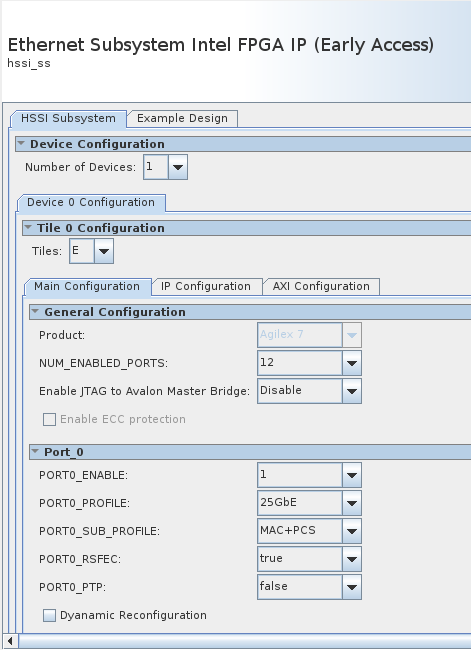 Ethernet Subsystem Intel FPGA IP (Early Access)
hssi_ss
HSSI Subsystem Example Design
Device Configuration
Number of Devices: 1
Device 0 Configuration
Tile 0 Configuration
Tiles: E
Main Configuration IP Configuration AXI Configuration
General Configuration
Product: Agilex 7
NUM_ENABLED_PORTS: 12
Enable JTAG to Avalon Master Bridge: Disable
Enable ECC protection
Port_0
PORT0_ENABLE: 1
PORT0_PROFILE: 25GbE
PORT0_SUB_PROFILE: MAC+PCS
PORT0_RSFEC: true
PORT0_PTP: false
Dyanamic Reconfiguration